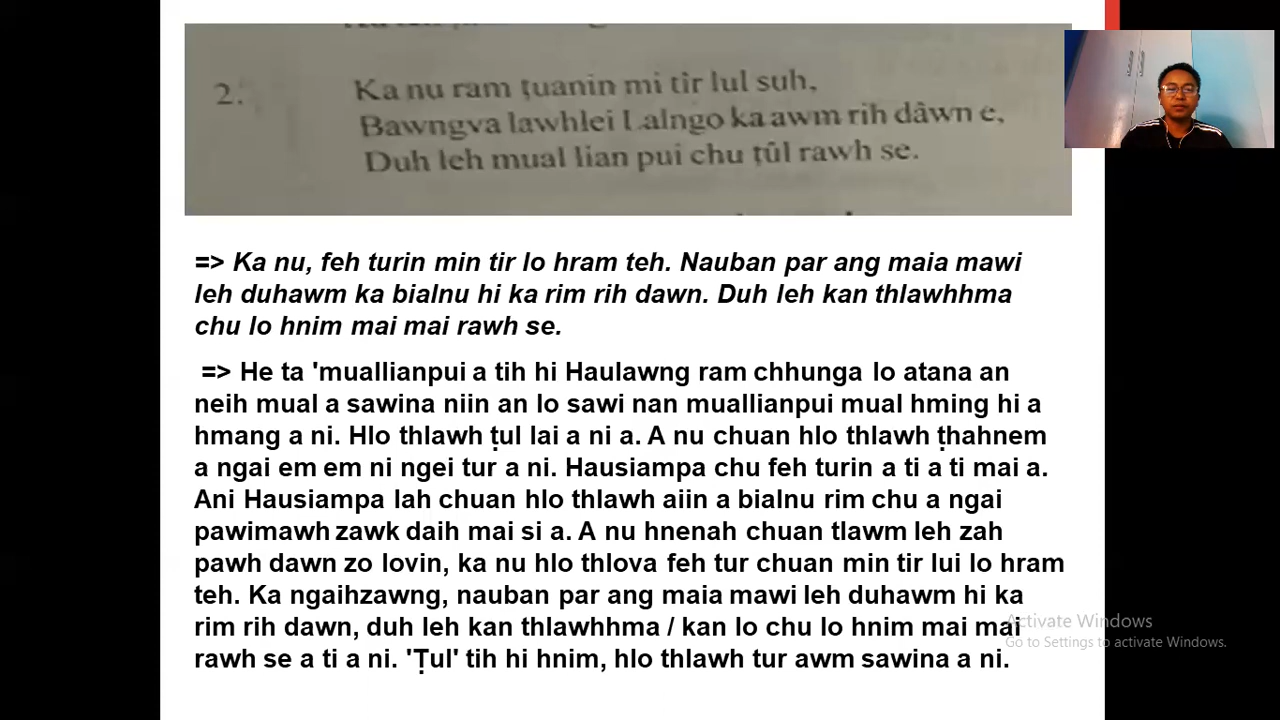 2. Ka nu ram ṭuanin mi tîr lul suh,
Bawngva lawhlei Lalngo ka awm rih dâwn e,
Duh leh mual lian pui chu ṭûl rawh se.
=> Ka nu, feh turin min tir lo hram teh. Nauban par ang maia mawi
leh duhawm ka bialnu hi ka rim rih dawn. Duh leh kan thlawhhma
chu lo hnim mai mai rawh se.
=> He ta 'muallianpui a tih hi Haulawng ram chhunga lo atana an
neih mual a sawina niin an lo sawi nan muallianpui mual hming hi a
hmang a ni. Hlo thlawh ṭul lai a ni a. A nu chuan hlo thlawh ṭhahnem
a ngai em em ni ngei tur a ni. Hausiampa chu feh turin a ti a ti mai a.
Ani Hausiampa lah chuan hlo thlawh aiin a bialnu rim chu a ngai
pawimawh zawk daih mai si a. A nu hnenah chuan tlawm leh zah
pawh dawn zo lovin, ka nu hlo thlova feh tur chuan min tir lui lo hram
teh. Ka ngaihzawng, nauban par ang maia mawi leh duhawm hi ka
rim rih dawn, duh leh kan thlawhhma / kan lo chu lo hnim mai mai
rawh se a ti a ni. 'Ṭul' tih hi hnim, hlo thlawh tur awm sawina a ni.
Activate Windows
Go to Settings to activate Windows.